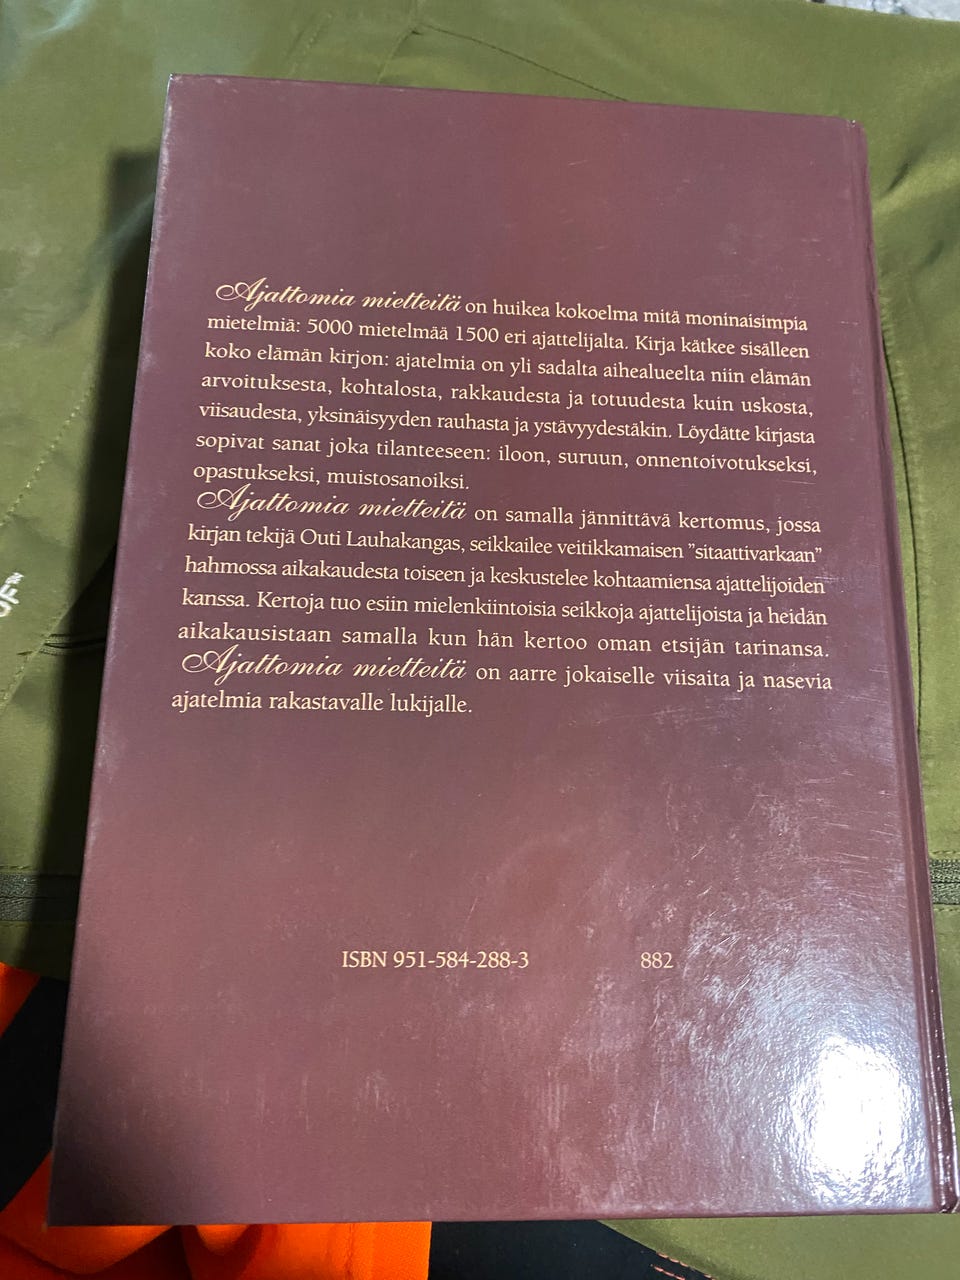 Ajattomia mietteitä on huikea kokoelma mitä moninaisimpia
mietelmiä: 5000 mietelmää 1500 eri ajattelijalta. Kirja kätkee sisälleen
koko elämän kirjon: ajatelmia on yli sadalta aihealueelta niin elämän
arvoituksesta, kohtalosta, rakkaudesta ja totuudesta kuin uskosta,
viisaudesta, yksinäisyyden rauhasta ja ystävyydestäkin. Löydätte kirjasta
sopivat sanat joka tilanteeseen: iloon, suruun, onnentoivotukseksi,
opastukseksi, muistosanoiksi.
Ajattomia mietteitä on samalla jännittävä kertomus, jossa
kirjan tekijä Outi Lauhakangas, seikkailee veitikkamaisen ”sitaattivarkaan”
hahmossa aikakaudesta toiseen ja keskustelee kohtaamiensa ajattelijoiden
kanssa. Kertoja tuo esiin mielenkiintoisia seikkoja ajattelijoista ja heidän
aikakausistaan samalla kun hän kertoo oman etsijän tarinansa.
Ajattomia mietteitä on aarre jokaiselle viisaita ja nasevia
ajatelmia rakastavalle lukijalle.
ISBN 951-584-288-3 882